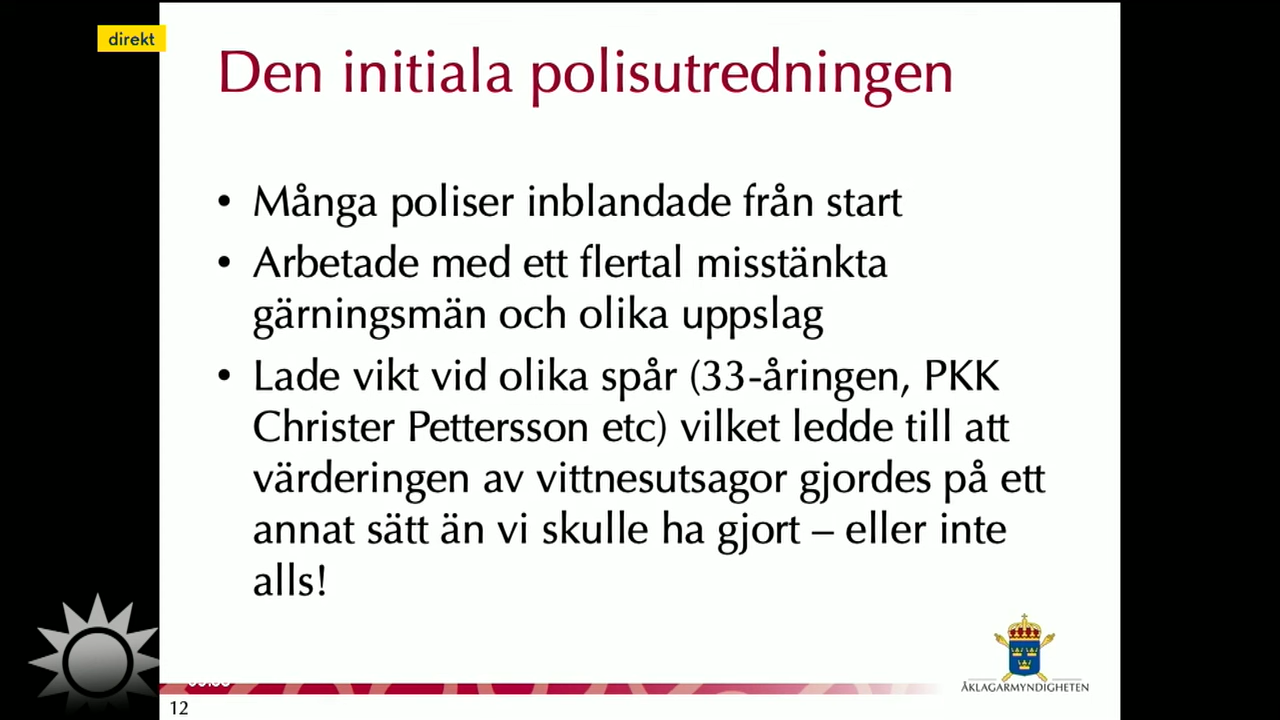 direkt
Den initiala polisutredningen
• Många poliser inblandade från start
• Arbetade med ett flertal misstänkta
gärningsmän och olika uppslag
• Lade vikt vid olika spår (33-åringen, PKK
Christer Pettersson etc) vilket ledde till att
värderingen av vittnesutsagor gjordes på ett
annat sätt än vi skulle ha gjort – eller inte
alls!
ÅKLAGARMYNDIGHETEN
12